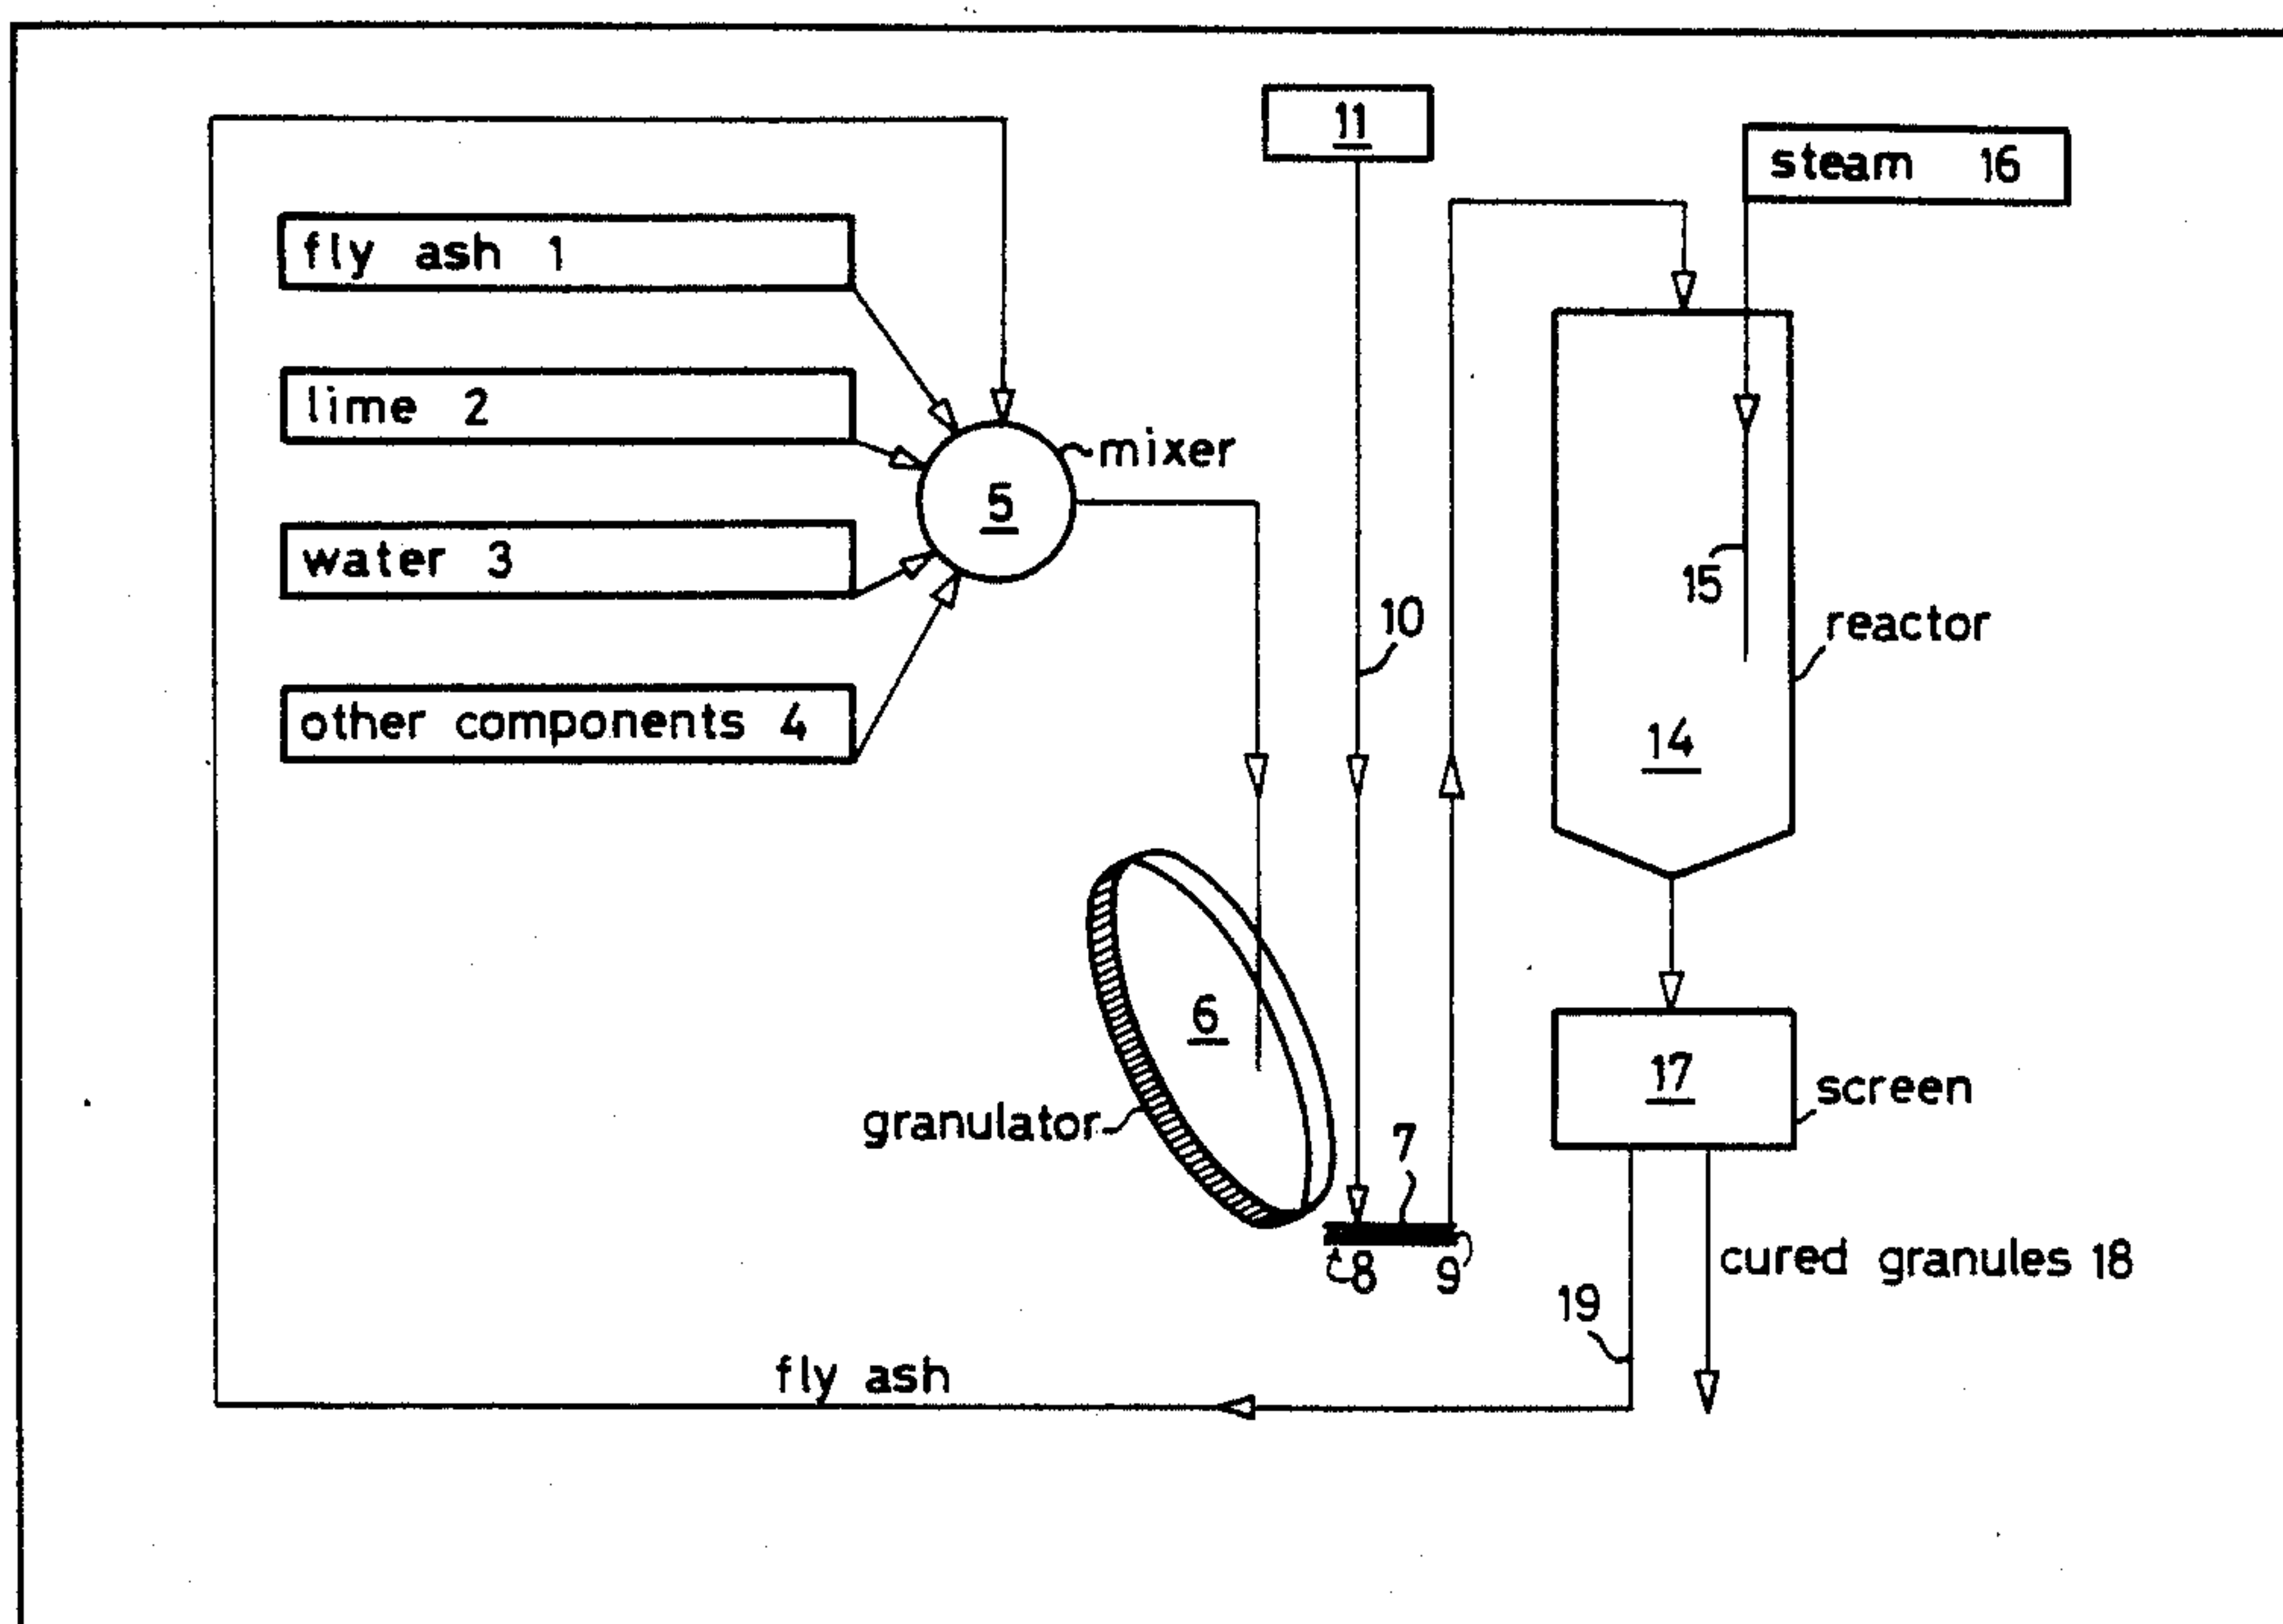 11
steam 16
fly ash 1
lime 2
mixer
5
water 3
15
10
reactor
other components 4
14
6
17
screen
granulator
7
8
9
cured granules 18
19
fly ash